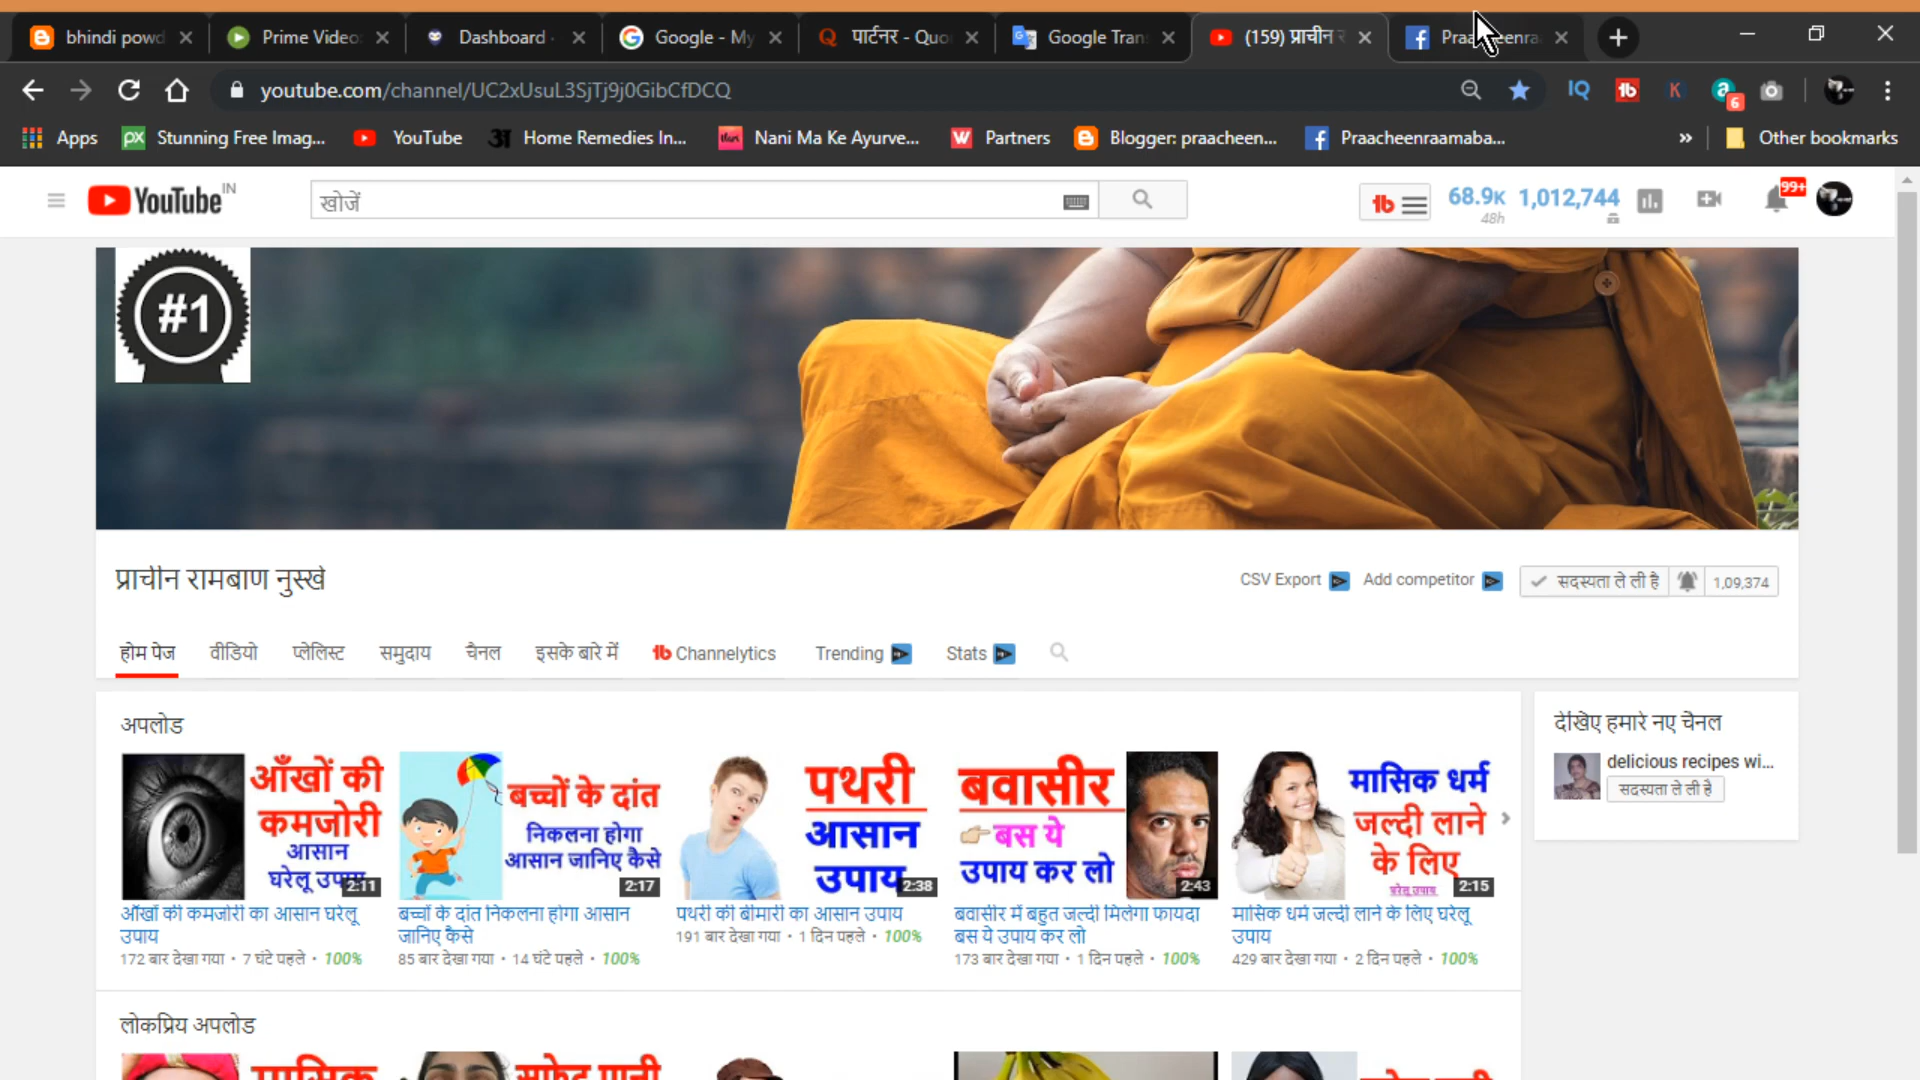 bhindi powd
Prime Video
Dashboard -
Google - My
पार्टनर - Quo
Google Tran
(159) प्राचीन
youtube.com/channel/UC2xUsuL3SjTj9j0GibCfDCQ
IQ
K
6
Apps
px
Stunning Free Imag...
YouTube
Home Remedies In...
Nani Ma Ke Ayurve...
Partners
Blogger: praacheen...
Praacheenraamaba...
»
Other bookmarks
YouTube IN
खोजें
68.9K
48h
1,012,744
99+
#1
प्राचीन रामबाण नुस्खे
CSV Export
Add competitor
सदस्यता ले ली है
1,09,374
होम पेज
वीडियो
प्लेलिस्ट
समुदाय
चैनल
इसके बारे में
Channelytics
Trending
Stats
अपलोड
आँखों की
कमजोरी
आसान
घरेलू उपाय
2:11
आँखों की कमजोरी का आसान घरेलू
उपाय
172 बार देखा गया • 7 घंटे पहले • 100%
बच्चों के दांत
निकलना होगा
आसान जानिए कैसे
2:17
बच्चों के दांत निकलना होगा आसान
जानिए कैसे
85 बार देखा गया • 14 घंटे पहले • 100%
पथरी
आसान
उपाय
2:38
पथरी की बीमारी का आसान उपाय
191 बार देखा गया • 1 दिन पहले • 100%
बवासीर
बस ये
उपाय कर लो
2:43
बवासीर में बहुत जल्दी मिलेगा फायदा
बस ये उपाय कर लो
173 बार देखा गया • 1 दिन पहले • 100%
मासिक धर्म
जल्दी लाने
के लिए
घरेलू उपाय
2:15
मासिक धर्म जल्दी लाने के लिए घरेलू
उपाय
429 बार देखा गया • 2 दिन पहले • 100%
देखिए हमारे नए चैनल
delicious recipes wi...
सदस्यता ले ली है
लोकप्रिय अपलोड
मासिक
सफेद पानी